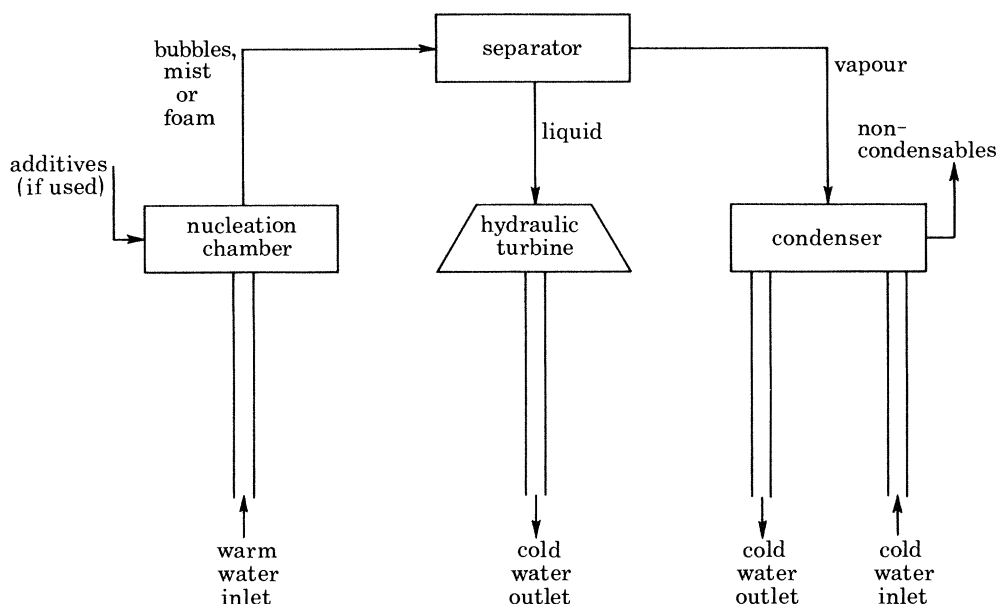 bubbles,
mist
or
foam
separator
vapour
liquid
non-
condensables
additives
(if used)
nucleation
chamber
hydraulic
turbine
condenser
warm
water
inlet
cold
water
outlet
cold
water
outlet
cold
water
inlet